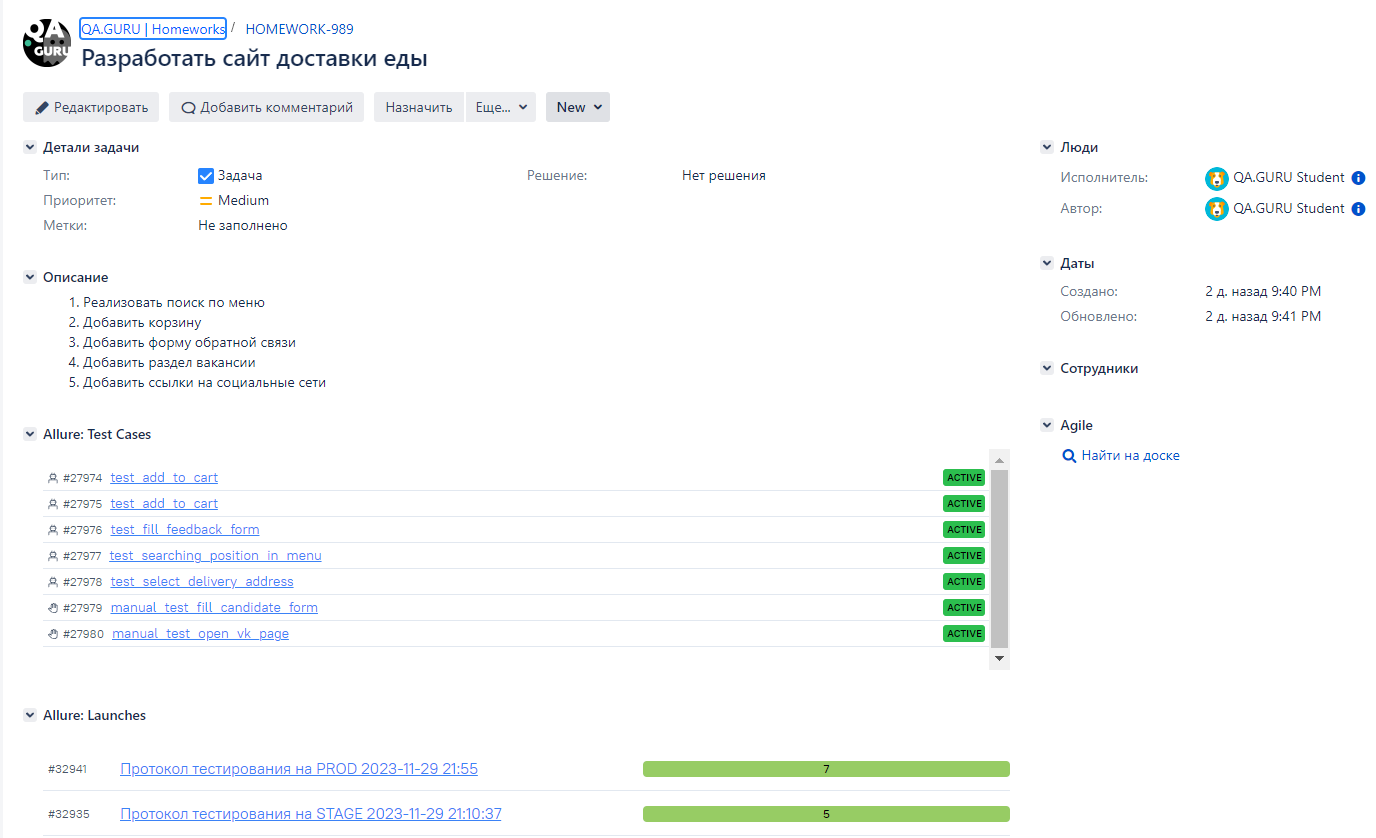 QA GURU
QA.GURU | Homeworks / HOMEWORK-989
Разработать сайт доставки еды
Редактировать Добавить комментарий Назначить Еще... New
Детали задачи
Тип: Задача Решение: Нет решения
Приоритет: Medium
Метки: Не заполнено
Описание
1. Реализовать поиск по меню
2. Добавить корзину
3. Добавить форму обратной связи
4. Добавить раздел вакансии
5. Добавить ссылки на социальные сети
Allure: Test Cases
#27974 test_add_to_cart ACTIVE
#27975 test_add_to_cart ACTIVE
#27976 test_fill_feedback_form ACTIVE
#27977 test_searching_position_in_menu ACTIVE
#27978 test_select_delivery_address ACTIVE
#27979 manual_test_fill_candidate_form ACTIVE
#27980 manual_test_open_vk_page ACTIVE
Allure: Launches
#32941 Протокол тестирования на PROD 2023-11-29 21:55 7
#32935 Протокол тестирования на STAGE 2023-11-29 21:10:37 5
Люди
Исполнитель: QA.GURU Student
Автор: QA.GURU Student
Даты
Создано: 2 д. назад 9:40 PM
Обновлено: 2 д. назад 9:41 PM
Сотрудники
Agile
Найти на доске